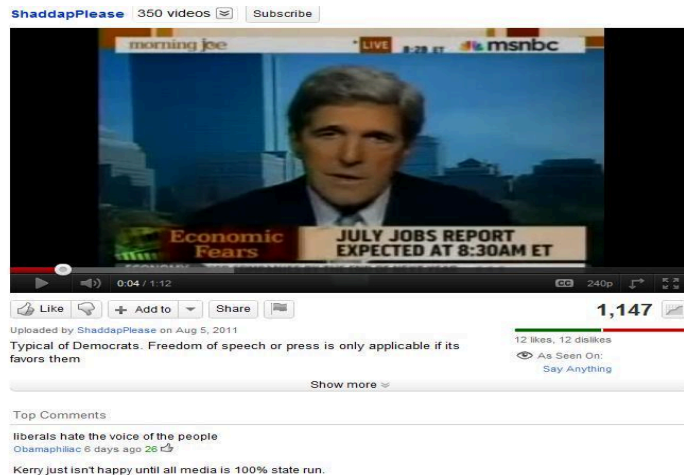 ShaddapPlease 350 videos Subscribe
morning joe LIVE 8:28 ET msnbc
Economic Fears
JULY JOBS REPORT
EXPECTED AT 8:30AM ET
0:04 / 1:12 CC 240p
Like Add to Share 1,147
Uploaded by ShaddapPlease on Aug 5, 2011
12 likes, 12 dislikes
Typical of Democrats. Freedom of speech or press is only applicable if its
favors them
As Seen On:
Say Anything
Show more
Top Comments
liberals hate the voice of the people
Obamaphiliac 6 days ago 26
Kerry just isn't happy until all media is 100% state run.